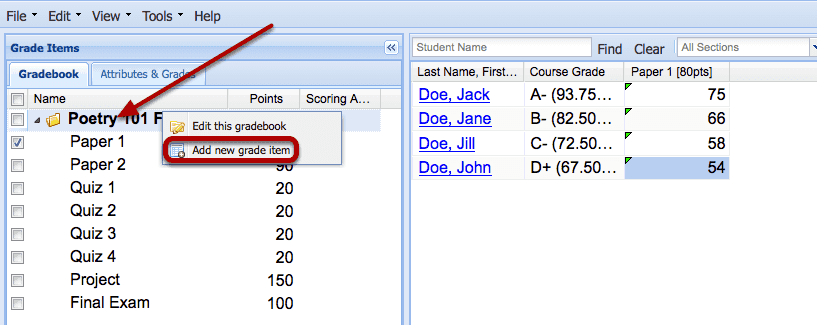 File Edit View Tools Help
Grade Items
Gradebook Attributes & Grades
Name Points Scoring A...
Poetry 101 F
Edit this gradebook
Add new grade item
Paper 1
Paper 2 90
Quiz 1 20
Quiz 2 20
Quiz 3 20
Quiz 4 20
Project 150
Final Exam 100
Student Name Find Clear All Sections
Last Name, First... Course Grade Paper 1 [80pts]
Doe, Jack A- (93.75... 75
Doe, Jane B- (82.50... 66
Doe, Jill C- (72.50... 58
Doe, John D+ (67.50... 54